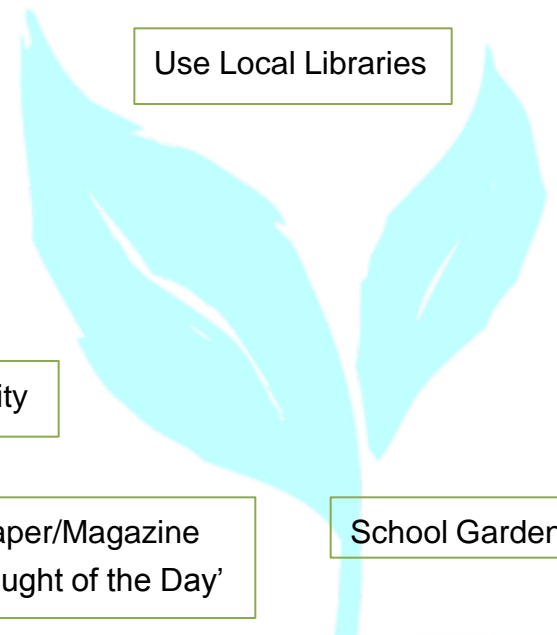 Use Local Libraries
ity
aper/Magazine
School Garden
ught of the Day’